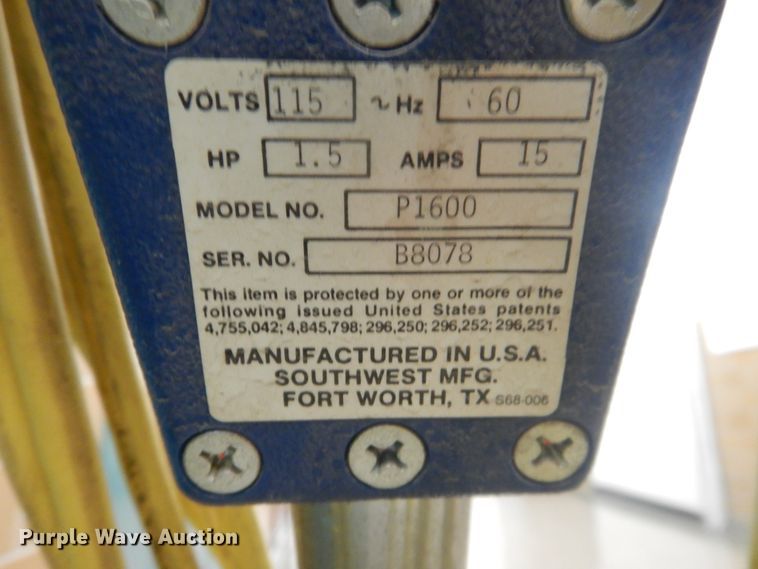 VOLTS 115 ~ Hz 60
HP 1.5 AMPS 15
MODEL NO. P1600
SER. NO. B8078
This item is protected by one or more of the
following issued United States patents
4,755,042; 4,845,798; 296,250; 296,252; 296,251.
MANUFACTURED IN U.S.A.
SOUTHWEST MFG.
FORT WORTH, TX S68-006
Purple Wave Auction